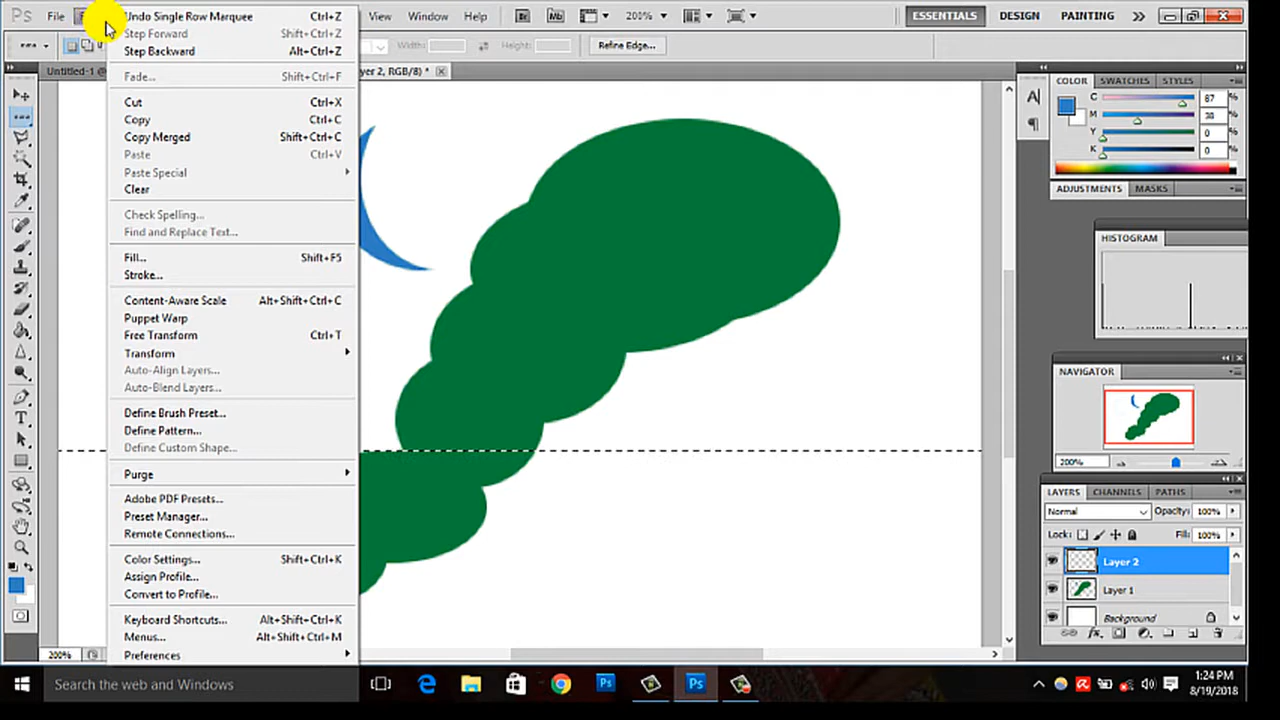 Ps File View Window Help Br Mb 200% ESSENTIALS DESIGN PAINTING
Undo Single Row Marquee Ctrl+Z
Step Forward Shift+Ctrl+Z
Step Backward Alt+Ctrl+Z
Fade... Shift+Ctrl+F
Cut Ctrl+X
Copy Ctrl+C
Copy Merged Shift+Ctrl+C
Paste Ctrl+V
Paste Special
Clear
Check Spelling...
Find and Replace Text...
Fill... Shift+F5
Stroke...
Content-Aware Scale Alt+Shift+Ctrl+C
Puppet Warp
Free Transform Ctrl+T
Transform
Auto-Align Layers...
Auto-Blend Layers...
Define Brush Preset...
Define Pattern...
Define Custom Shape...
Purge
Adobe PDF Presets...
Preset Manager...
Remote Connections...
Color Settings... Shift+Ctrl+K
Assign Profile...
Convert to Profile...
Keyboard Shortcuts... Alt+Shift+Ctrl+K
Menus... Alt+Shift+Ctrl+M
Preferences
Width: Height: Refine Edge...
Untitled-1 @ yer 2, RGB/8) *
COLOR SWATCHES STYLES
C 87 %
M 38 %
Y 0 %
K 0 %
ADJUSTMENTS MASKS
HISTOGRAM
NAVIGATOR
200%
LAYERS CHANNELS PATHS
Normal Opacity: 100%
Lock: Fill: 100%
Layer 2
Layer 1
Background
200%
Search the web and Windows
1:24 PM
8/19/2018